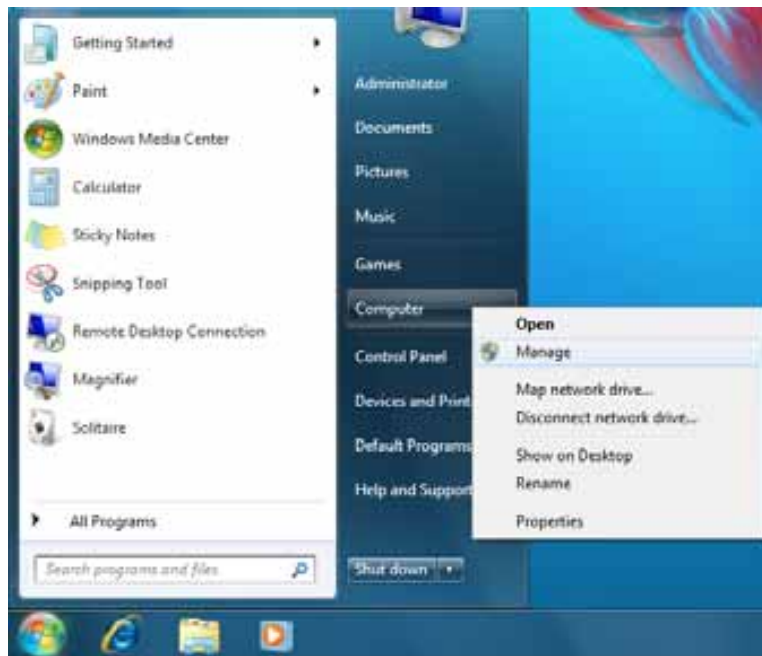 Getting Started
Paint
Windows Media Center
Calculator
Sticky Notes
Snipping Tool
Remote Desktop Connection
Magnifier
Solitaire
All Programs
Search programs and files
Administrator
Documents
Pictures
Music
Games
Computer
Control Panel
Devices and Print
Default Programs
Help and Support
Shut down
Open
Manage
Map network drive...
Disconnect network drive...
Show on Desktop
Rename
Properties